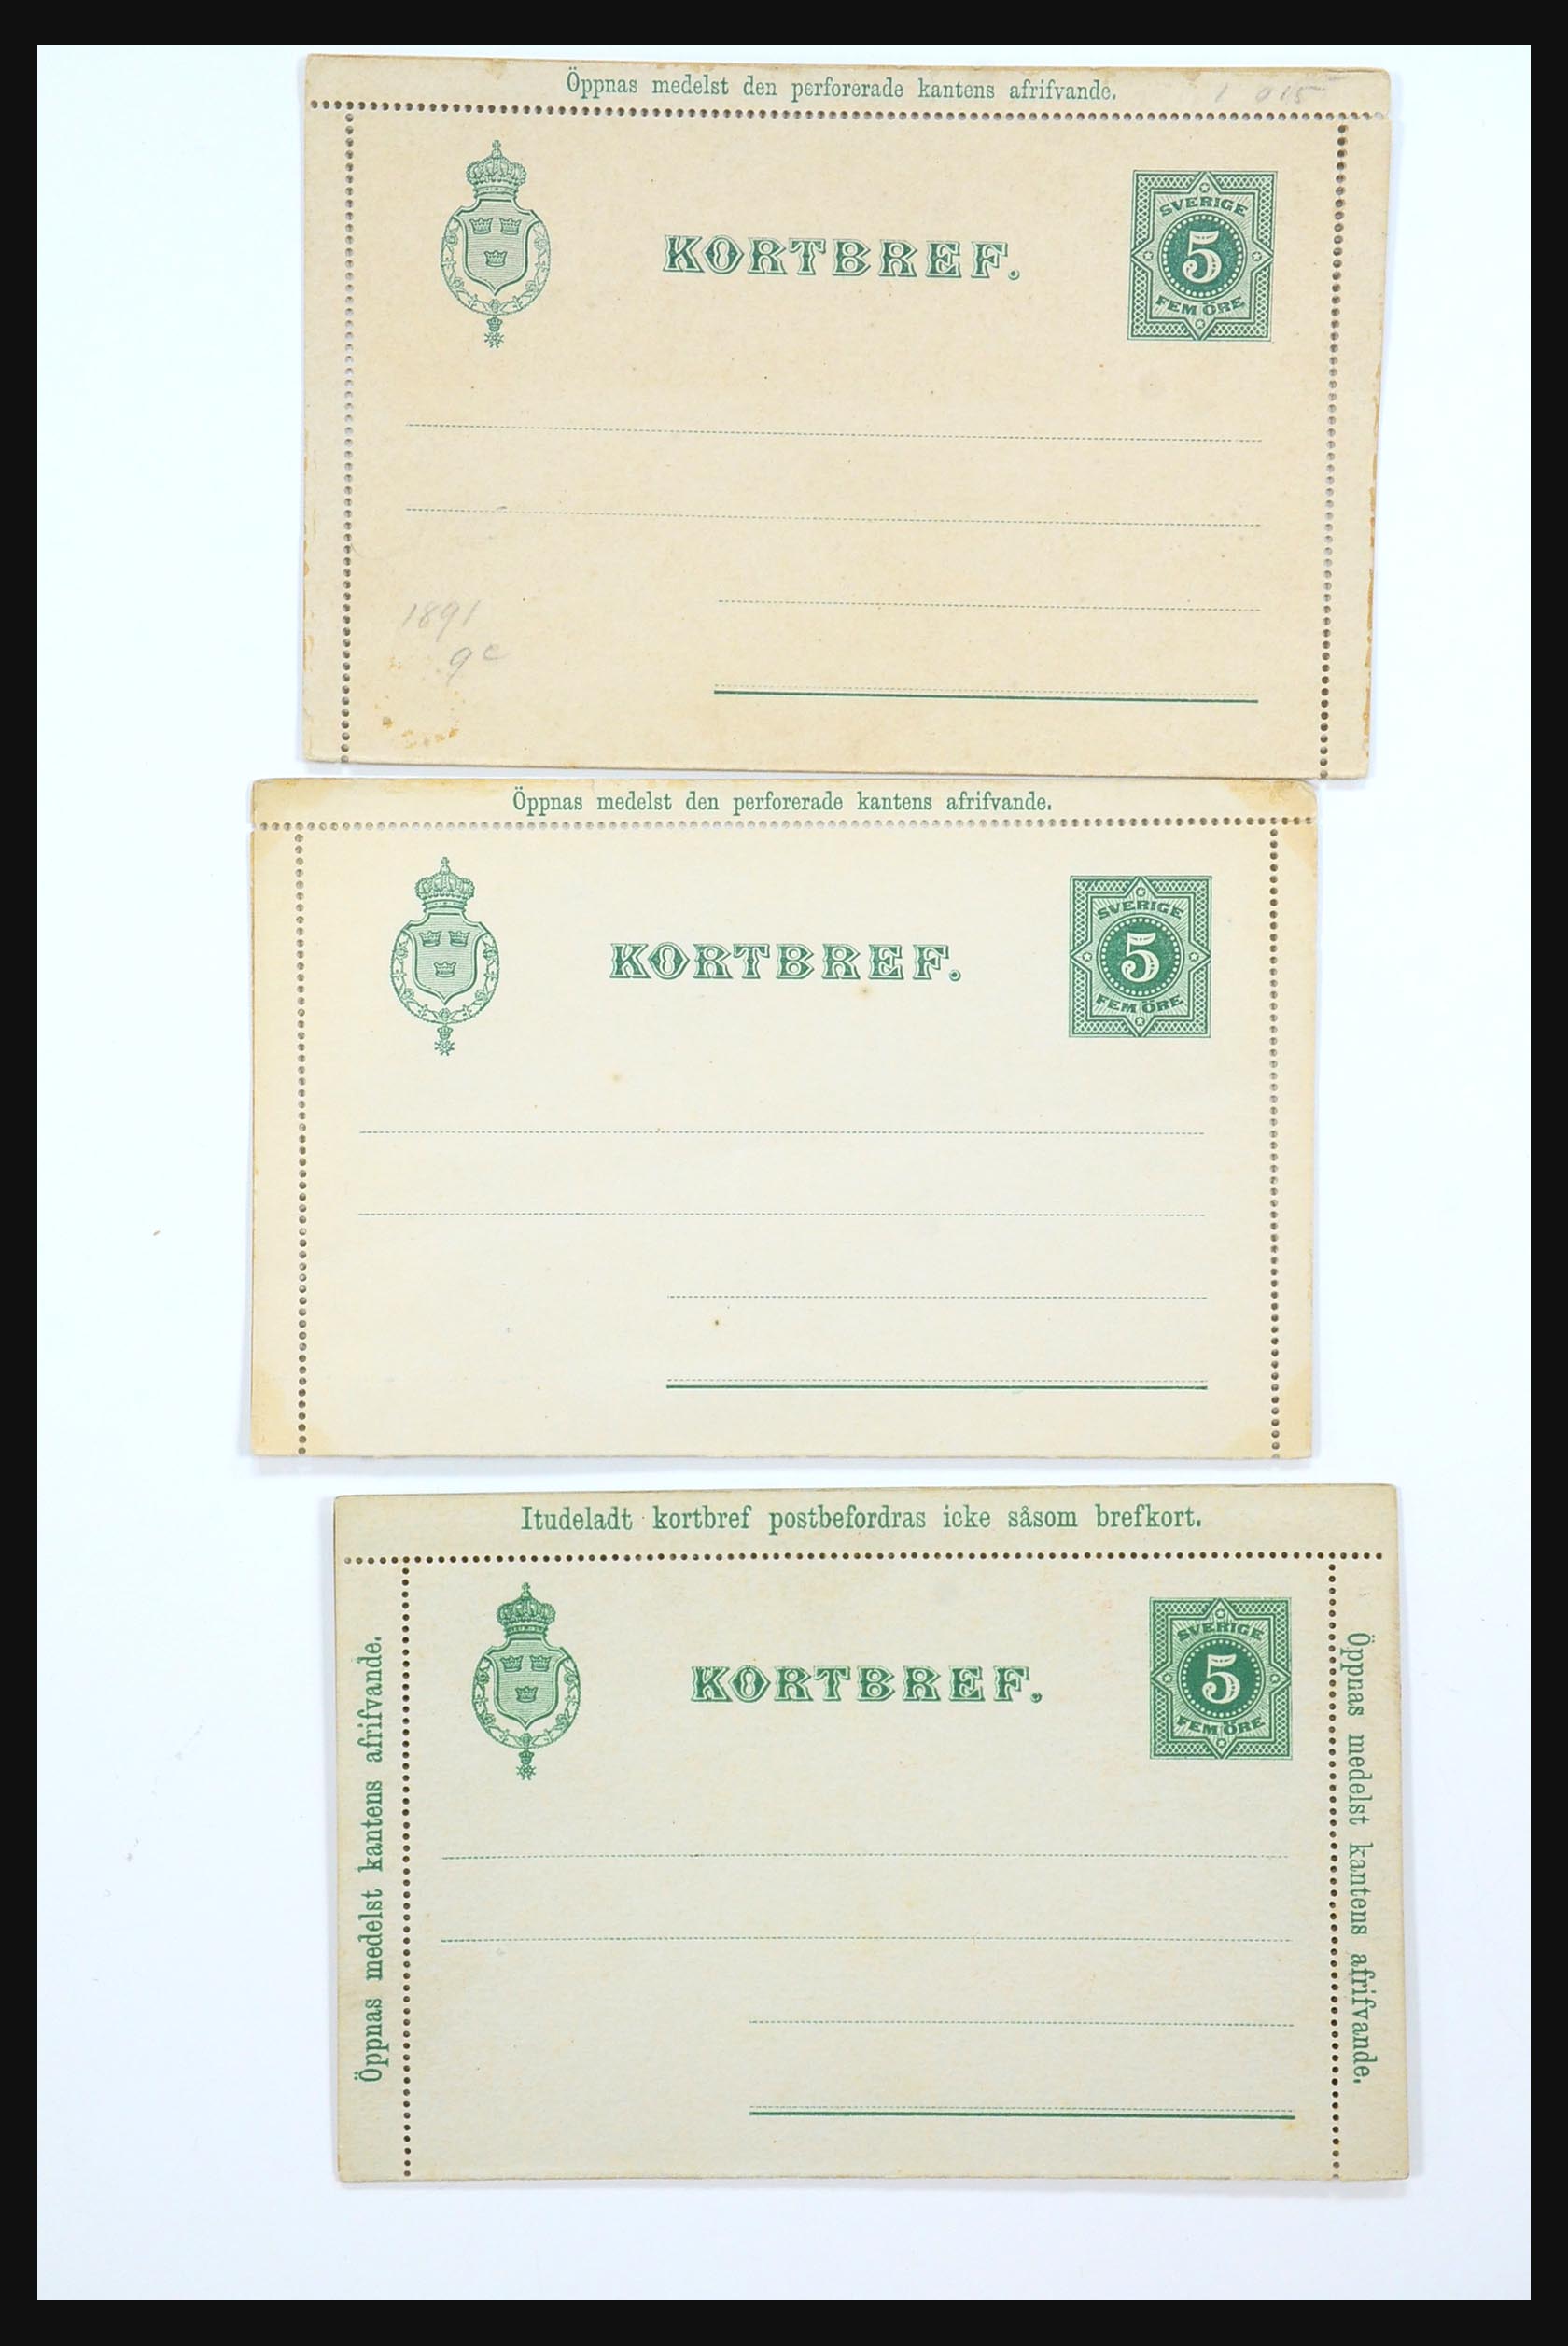 Öppnas medelst den perforerade kantens afrifvande.
KORTBREF.
SVERIGE
5
FEM ÖRE
1891
9c
Öppnas medelst den perforerade kantens afrifvande.
KORTBREF.
SVERIGE
5
FEM ÖRE
Itudeladt kortbref postbefordras icke såsom brefkort.
Öppnas medelst kantens afrifvande.
KORTBREF.
SVERIGE
5
FEM ÖRE
Öppnas medelst kantens afrifvande.